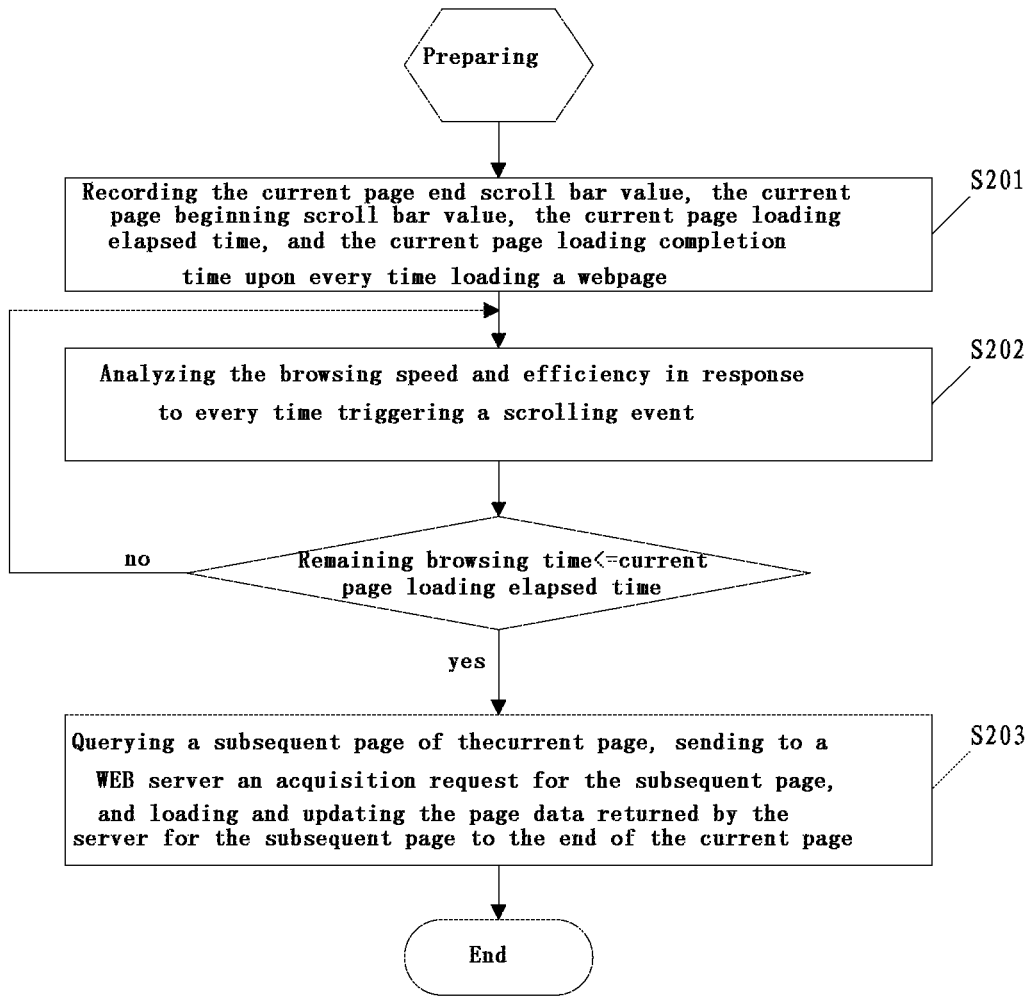 Preparing
Recording the current page end scroll bar value, the current
page beginning scroll bar value, the current page loading
elapsed time, and the current page loading completion
time upon every time loading a webpage
S201
Analyzing the browsing speed and efficiency in response
to every time triggering a scrolling event
S202
Remaining browsing time<=current
page loading elapsed time
no
yes
Querying a subsequent page of thecurrent page, sending to a
WEB server an acquisition request for the subsequent page,
and loading and updating the page data returned by the
server for the subsequent page to the end of the current page
S203
End